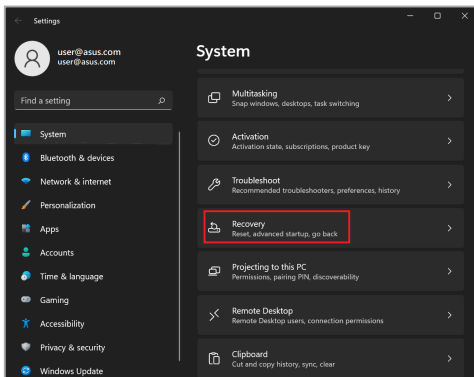 Settings
user@asus.com
user@asus.com
Find a setting
System
Bluetooth & devices
Network & internet
Personalization
Apps
Accounts
Time & language
Gaming
Accessibility
Privacy & security
Windows Update
System
Multitasking
Snap windows, desktops, task switching
Activation
Activation state, subscriptions, product key
Troubleshoot
Recommended troubleshooters, preferences, history
Recovery
Reset, advanced startup, go back
Projecting to this PC
Permissions, pairing PIN, discoverability
Remote Desktop
Remote Desktop users, connection permissions
Clipboard
Cut and copy history, sync, clear